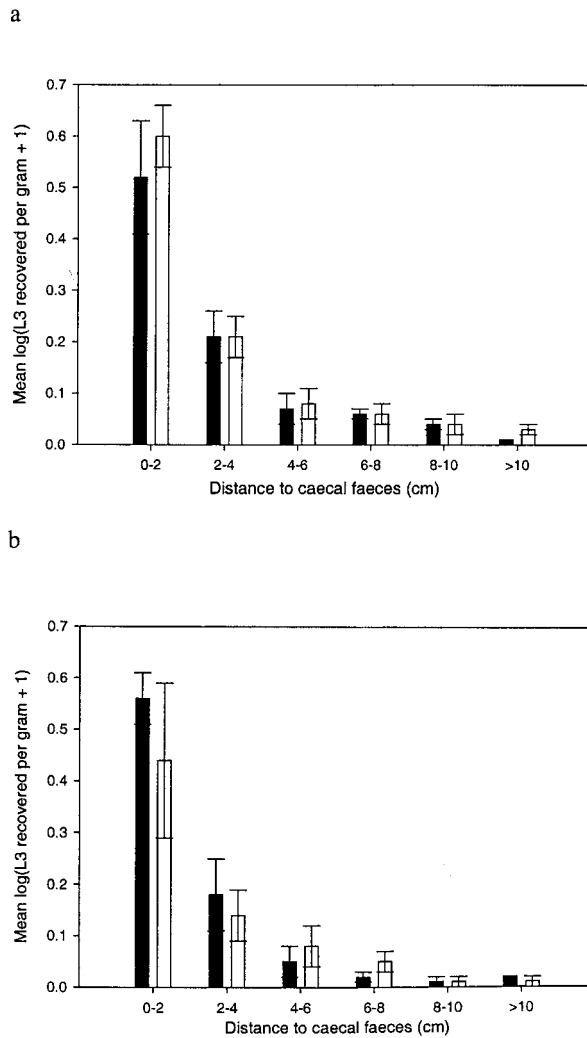 a
0.7
0.6
0.5
0.4
0.3
0.2
0.1
0.0
Mean log(L3 recovered per gram + 1)
0-2 2-4 4-6 6-8 8-10 >10
Distance to caecal faeces (cm)
b
0.7
0.6
0.5
0.4
0.3
0.2
0.1
0.0
Mean log(L3 recovered per gram + 1)
0-2 2-4 4-6 6-8 8-10 >10
Distance to caecal faeces (cm)